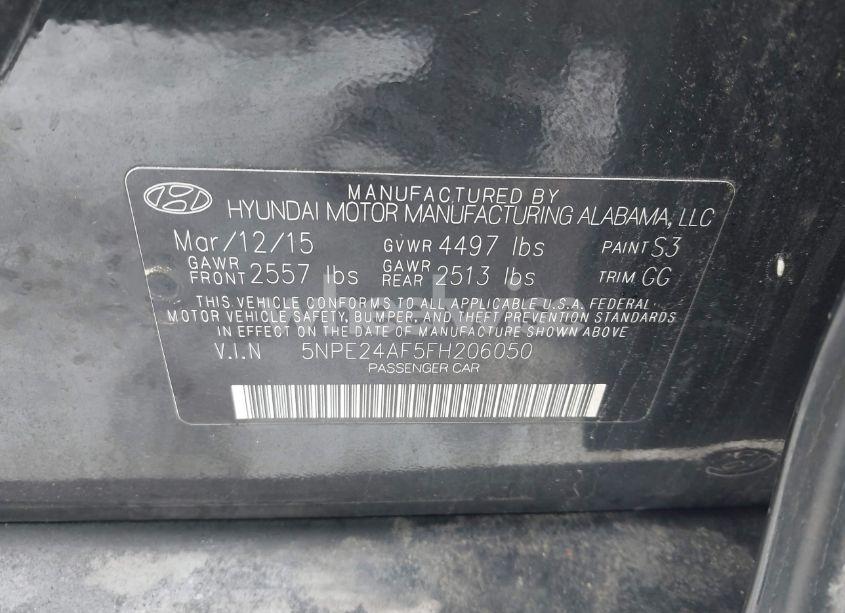 MANUFACTURED BY
HYUNDAI MOTOR MANUFACTURING ALABAMA, LLC
Mar/12/15 GVWR 4497 lbs PAINT S3
GAWR FRONT 2557 lbs GAWR REAR 2513 lbs TRIM GG
THIS VEHICLE CONFORMS TO ALL APPLICABLE U.S.A. FEDERAL
MOTOR VEHICLE SAFETY, BUMPER, AND THEFT PREVENTION STANDARDS
IN EFFECT ON THE DATE OF MANUFACTURE SHOWN ABOVE
V.I.N 5NPE24AF5FH206050
PASSENGER CAR